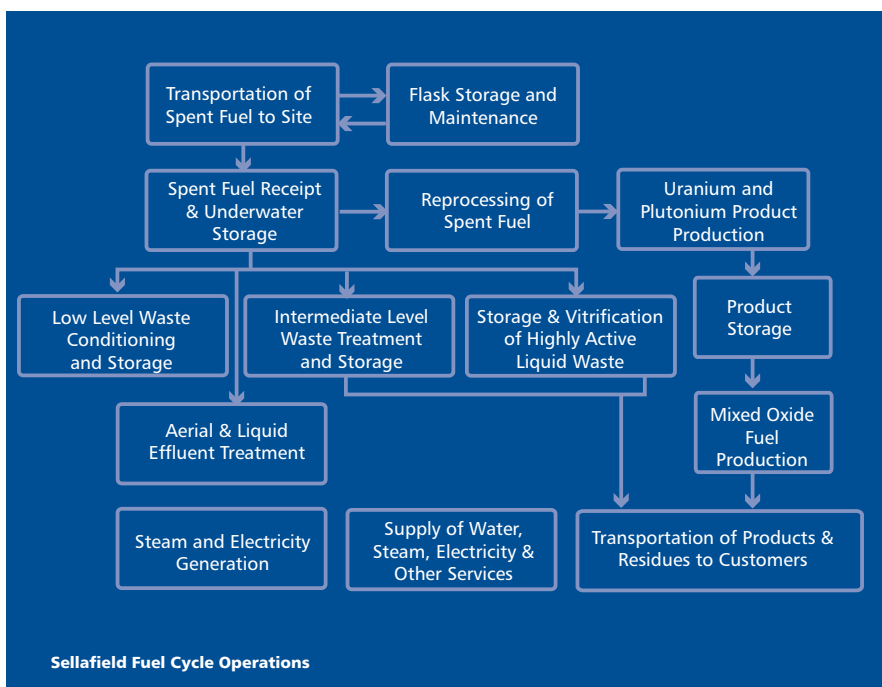 Transportation of
Spent Fuel to Site
Flask Storage and
Maintenance
Spent Fuel Receipt
& Underwater
Storage
Reprocessing of
Spent Fuel
Uranium and
Plutonium Product
Production
Low Level Waste
Conditioning
and Storage
Intermediate Level
Waste Treatment
and Storage
Storage & Vitrification
of Highly Active
Liquid Waste
Product
Storage
Aerial & Liquid
Effluent Treatment
Mixed Oxide
Fuel
Production
Steam and Electricity
Generation
Supply of Water,
Steam, Electricity &
Other Services
Transportation of Products &
Residues to Customers
Sellafield Fuel Cycle Operations